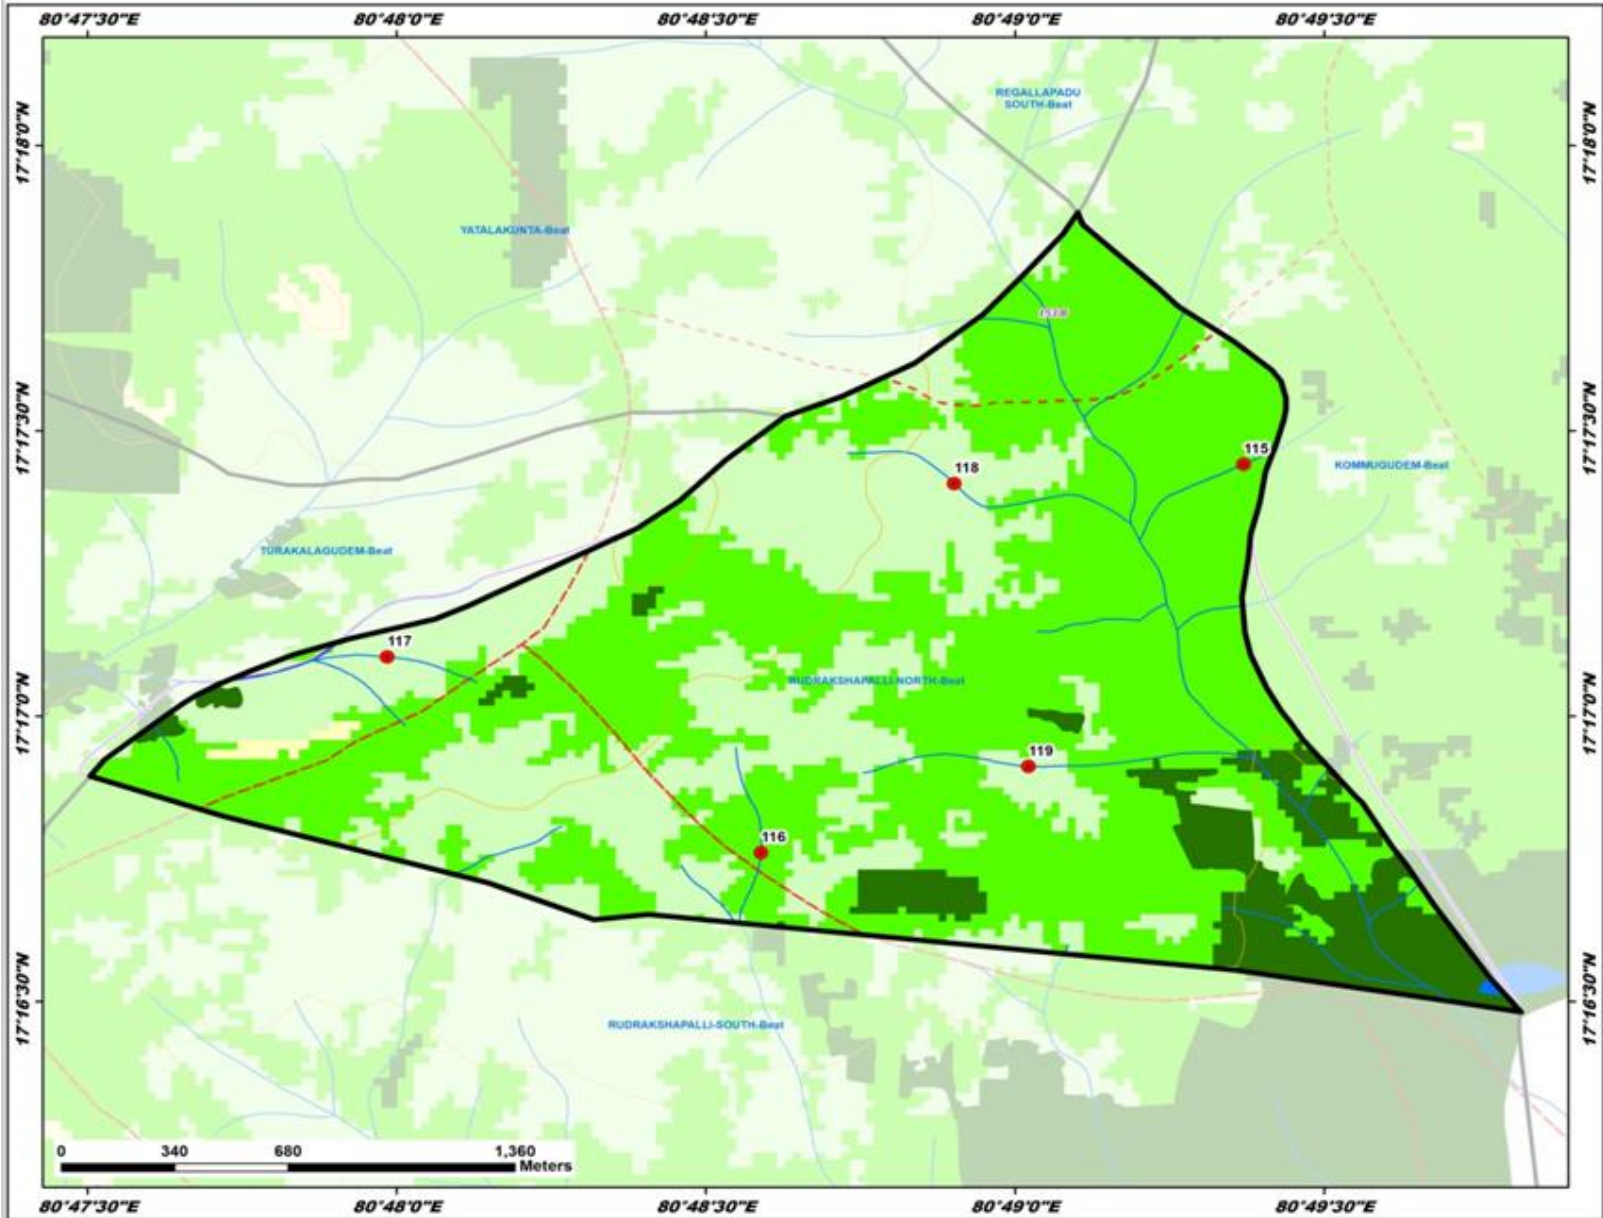 80°47'30"E 80°48'0"E 80°48'30"E 80°49'0"E 80°49'30"E
REGALLAPADU
SOUTH-Beat
17°18'0"N 17°18'0"N
YATALAKUNTA-Beat
17°17'30"N 17°17'30"N
115
118
KOMMUGUDEM-Beat
TURAKALAGUDEM-Beat
117
RUDRAKSHAPALLI-NORTH-Beat
17°17'0"N 17°17'0"N
119
116
17°16'30"N 17°16'30"N
RUDRAKSHAPALLI-SOUTH-Beat
0 340 680 1,360
Meters
80°47'30"E 80°48'0"E 80°48'30"E 80°49'0"E 80°49'30"E